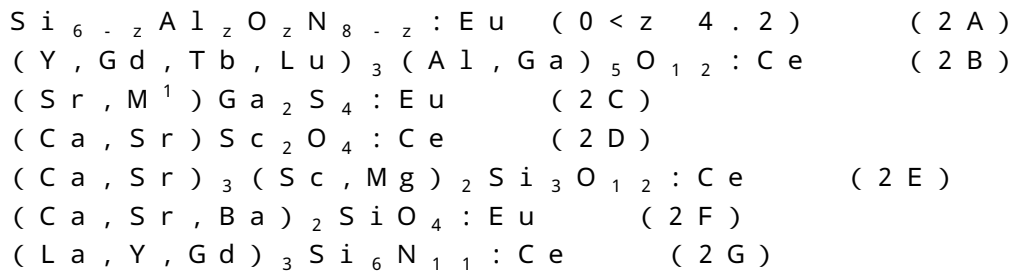 Si₆₋zAlzOzN₈₋z:Eu (0<z 4.2) (2A)
(Y,Gd,Tb,Lu)₃(Al,Ga)₅O₁₂:Ce (2B)
(Sr,M¹)Ga₂S₄:Eu (2C)
(Ca,Sr)Sc₂O₄:Ce (2D)
(Ca,Sr)₃(Sc,Mg)₂Si₃O₁₂:Ce (2E)
(Ca,Sr,Ba)₂SiO₄:Eu (2F)
(La,Y,Gd)₃Si₆N₁₁:Ce (2G)